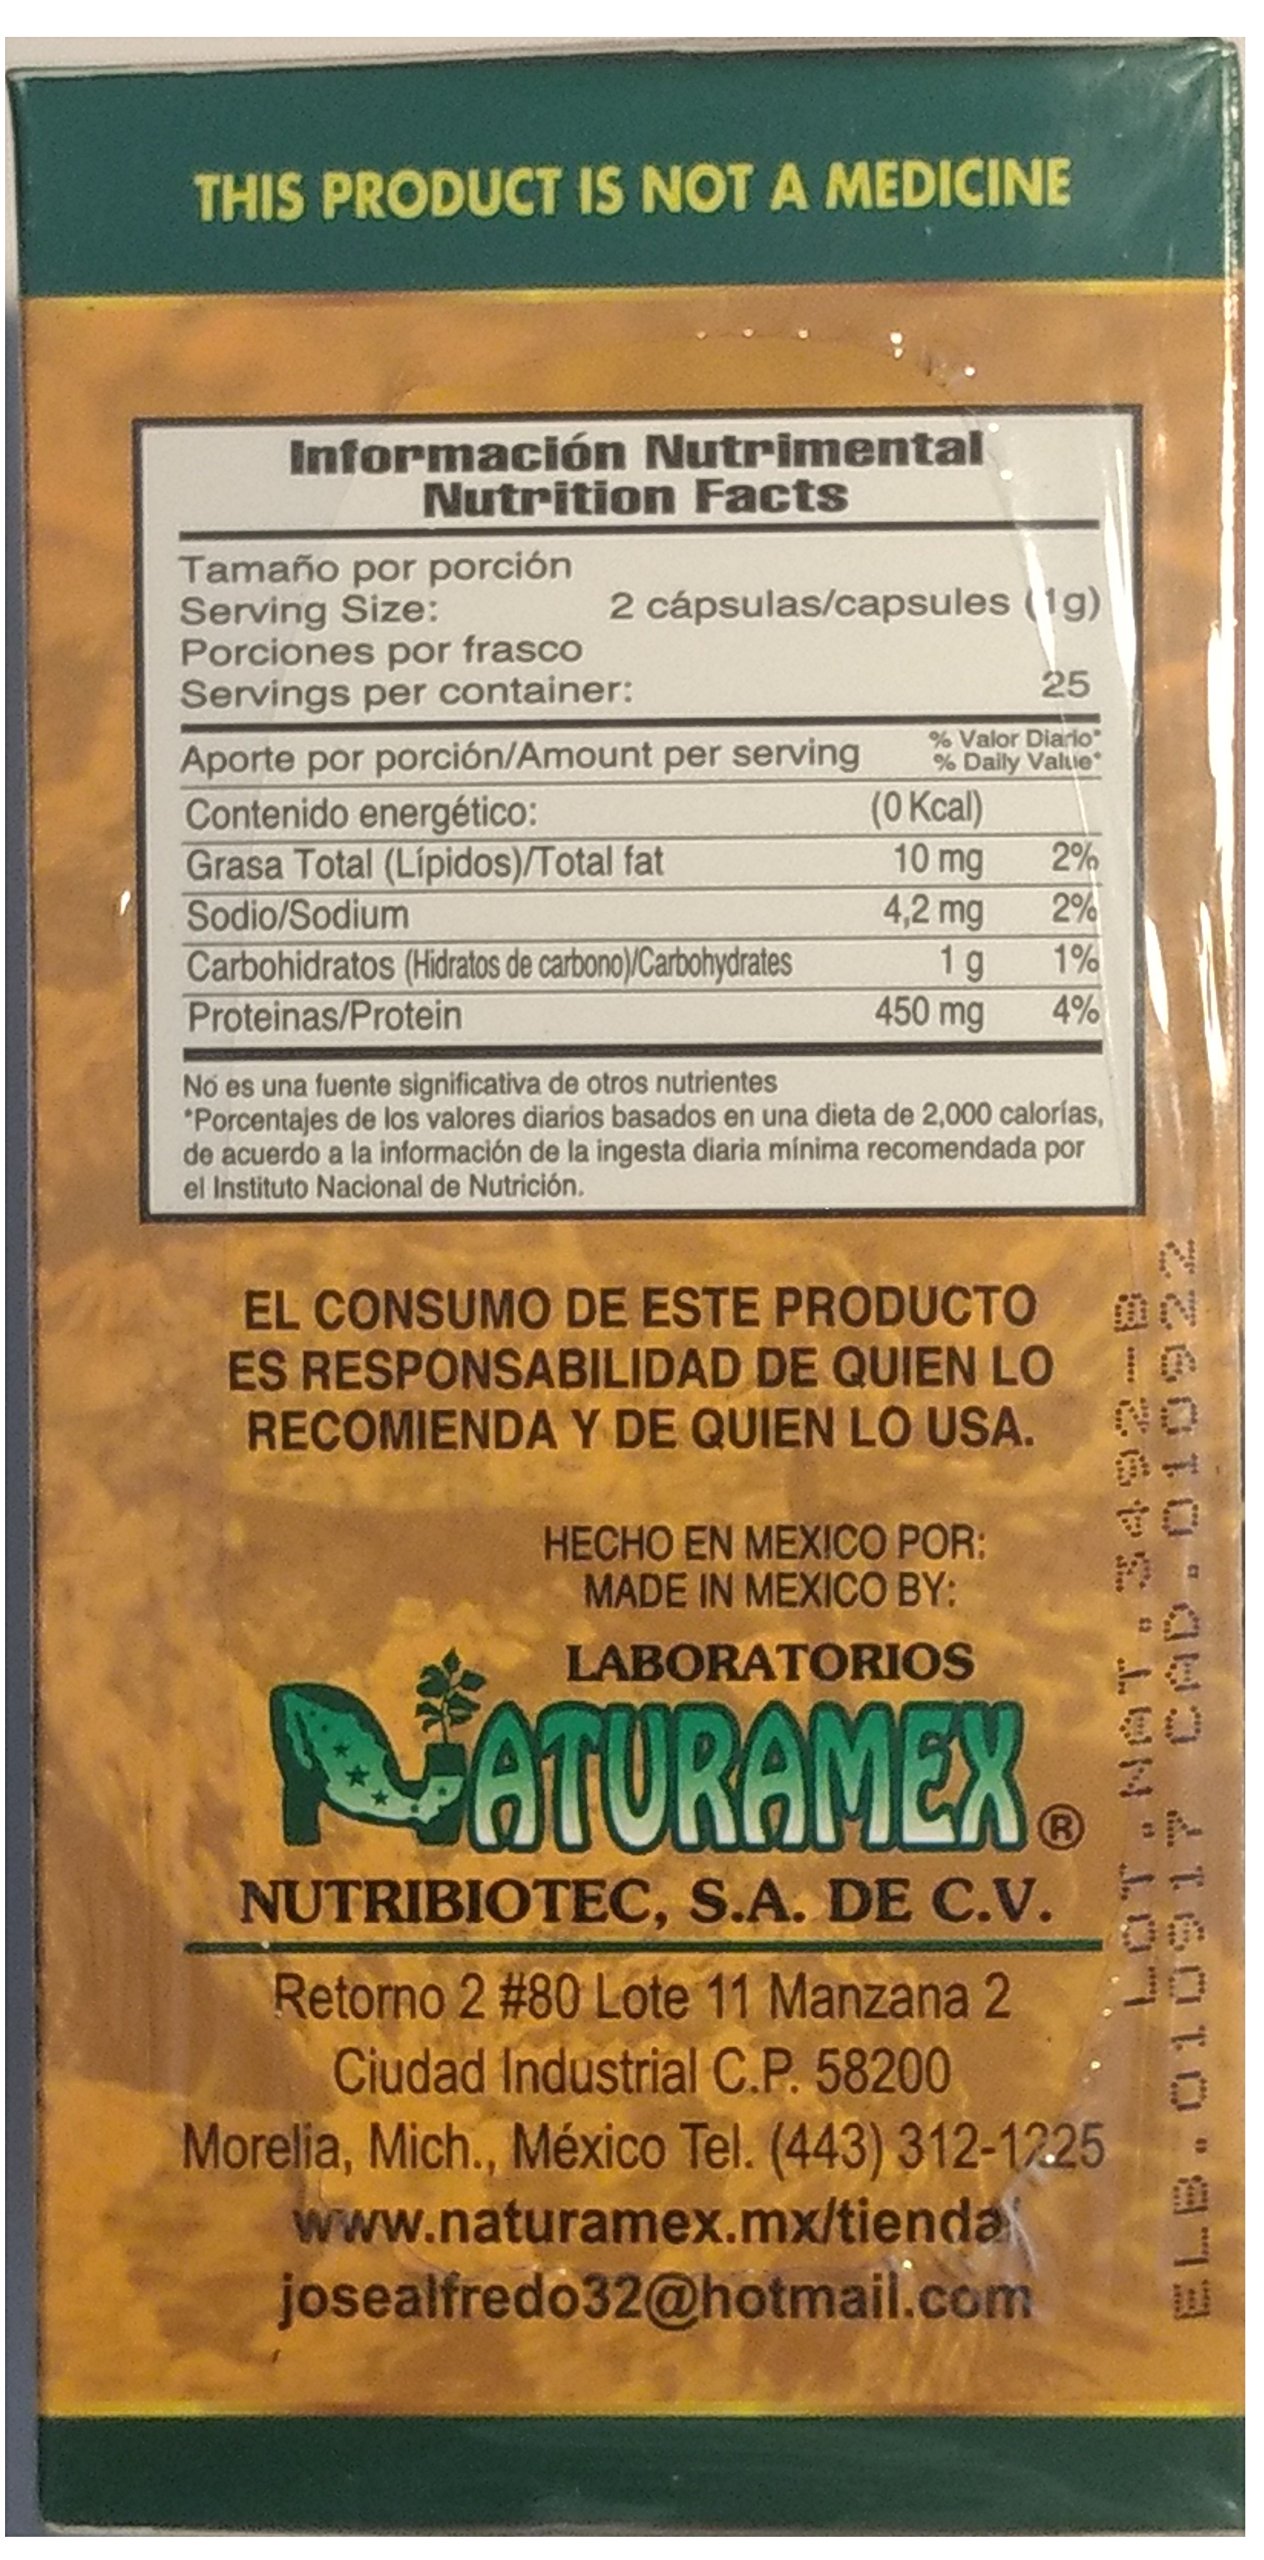 THIS PRODUCT IS NOT A MEDICINE
Información Nutrimental
Nutrition Facts
Tamaño por porción
Serving Size: 2 cápsulas/capsules (1g)
Porciones por frasco
Servings per container: 25
Aporte por porción/Amount per serving % Valor Diario*
% Daily Value*
Contenido energético: (0 Kcal)
Grasa Total (Lípidos)/Total fat 10 mg 2%
Sodio/Sodium 4,2 mg 2%
Carbohidratos (Hidratos de carbono)/Carbohydrates 1 g 1%
Proteinas/Protein 450 mg 4%
No es una fuente significativa de otros nutrientes
*Porcentajes de los valores diarios basados en una dieta de 2,000 calorías,
de acuerdo a la información de la ingesta diaria mínima recomendada por
el Instituto Nacional de Nutrición.
EL CONSUMO DE ESTE PRODUCTO
ES RESPONSABILIDAD DE QUIEN LO
RECOMIENDA Y DE QUIEN LO USA.
HECHO EN MEXICO POR:
MADE IN MEXICO BY:
LABORATORIOS
NATURAMEX ®
NUTRIBIOTEC, S.A. DE C.V.
Retorno 2 #80 Lote 11 Manzana 2
Ciudad Industrial C.P. 58200
Morelia, Mich., México Tel. (443) 312-1225
www.naturamex.mx/tienda
josealfredo32@hotmail.com
LOT.NAT.3492-B
ELB.010917 CAD.010922